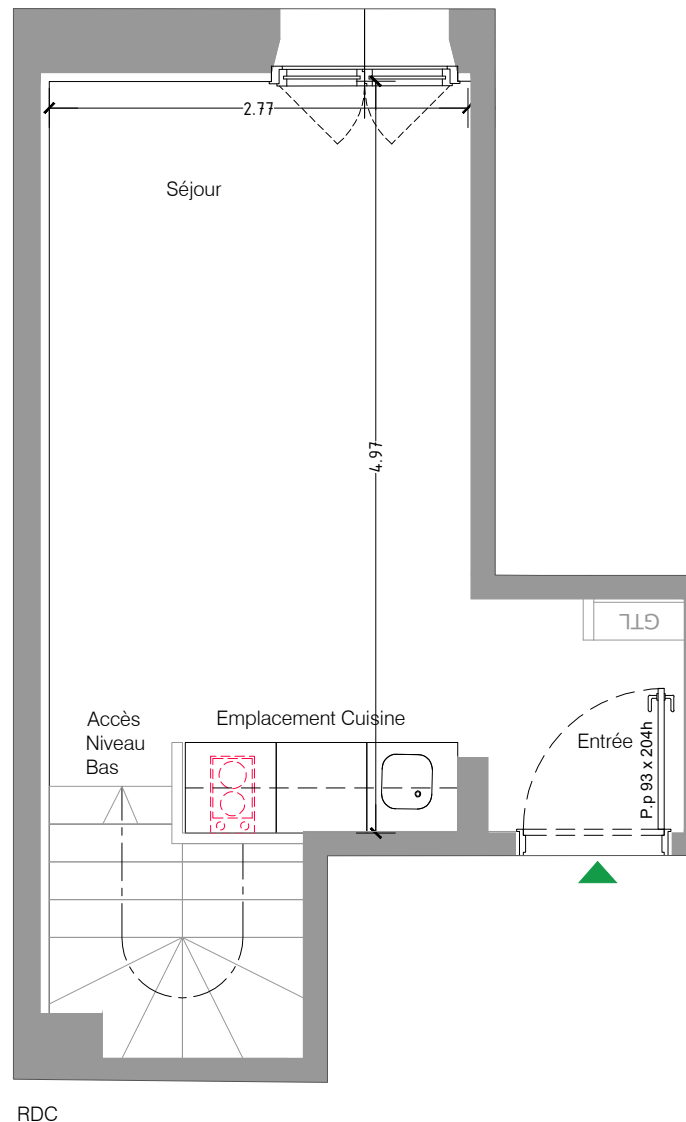 2.77
Séjour
4.97
GTL
Accès
Niveau
Bas
Emplacement Cuisine
Entrée
P.p 93 x 204h
RDC